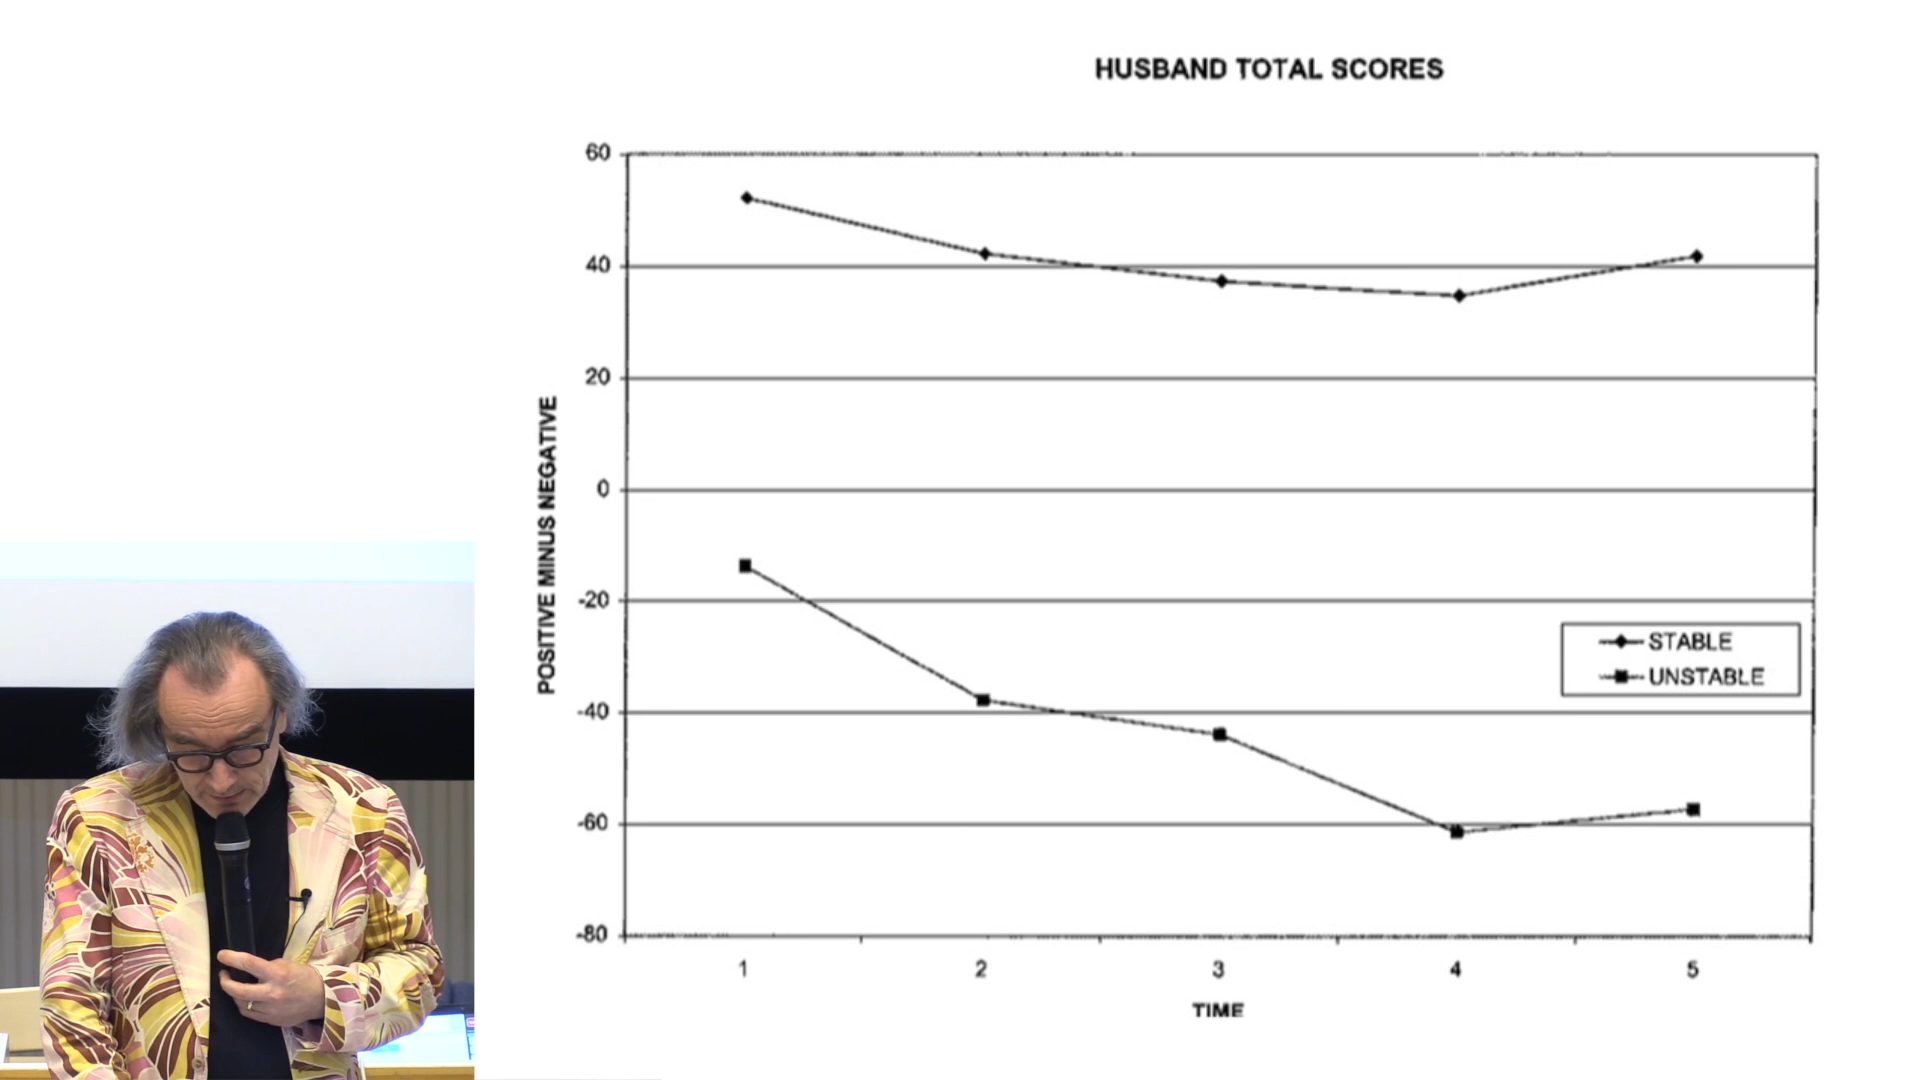 HUSBAND TOTAL SCORES
60
40
20
0
-20
-40
-60
-80
POSITIVE MINUS NEGATIVE
STABLE
UNSTABLE
1 2 3 4 5
TIME